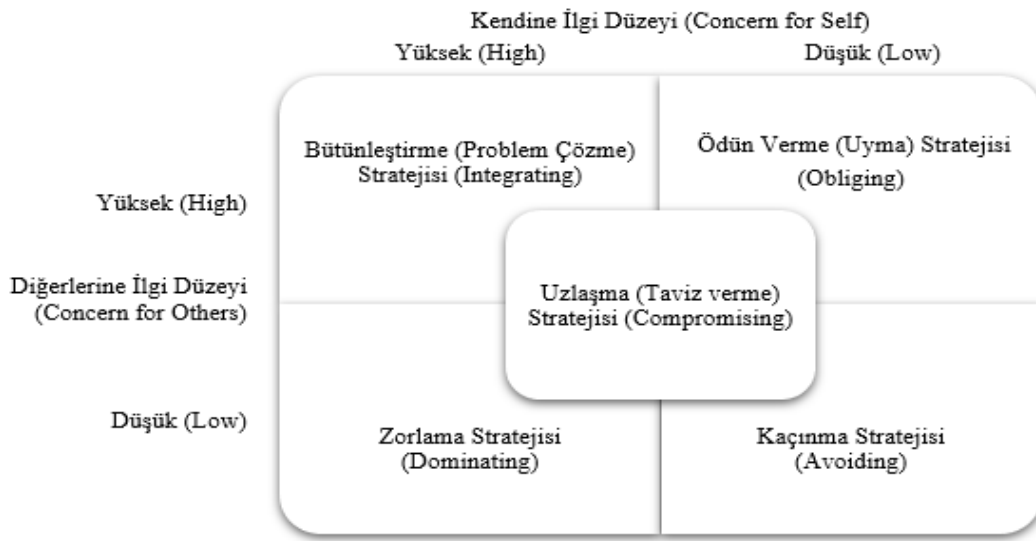 Kendine İlgi Düzeyi (Concern for Self)
Yüksek (High)
Düşük (Low)
Bütünleştirme (Problem Çözme)
Stratejisi (Integrating)
Ödün Verme (Uyma) Stratejisi
(Obliging)
Yüksek (High)
Diğerlerine İlgi Düzeyi
(Concern for Others)
Uzlaşma (Taviz verme)
Stratejisi (Compromising)
Düşük (Low)
Zorlama Stratejisi
(Dominating)
Kaçınma Stratejisi
(Avoiding)